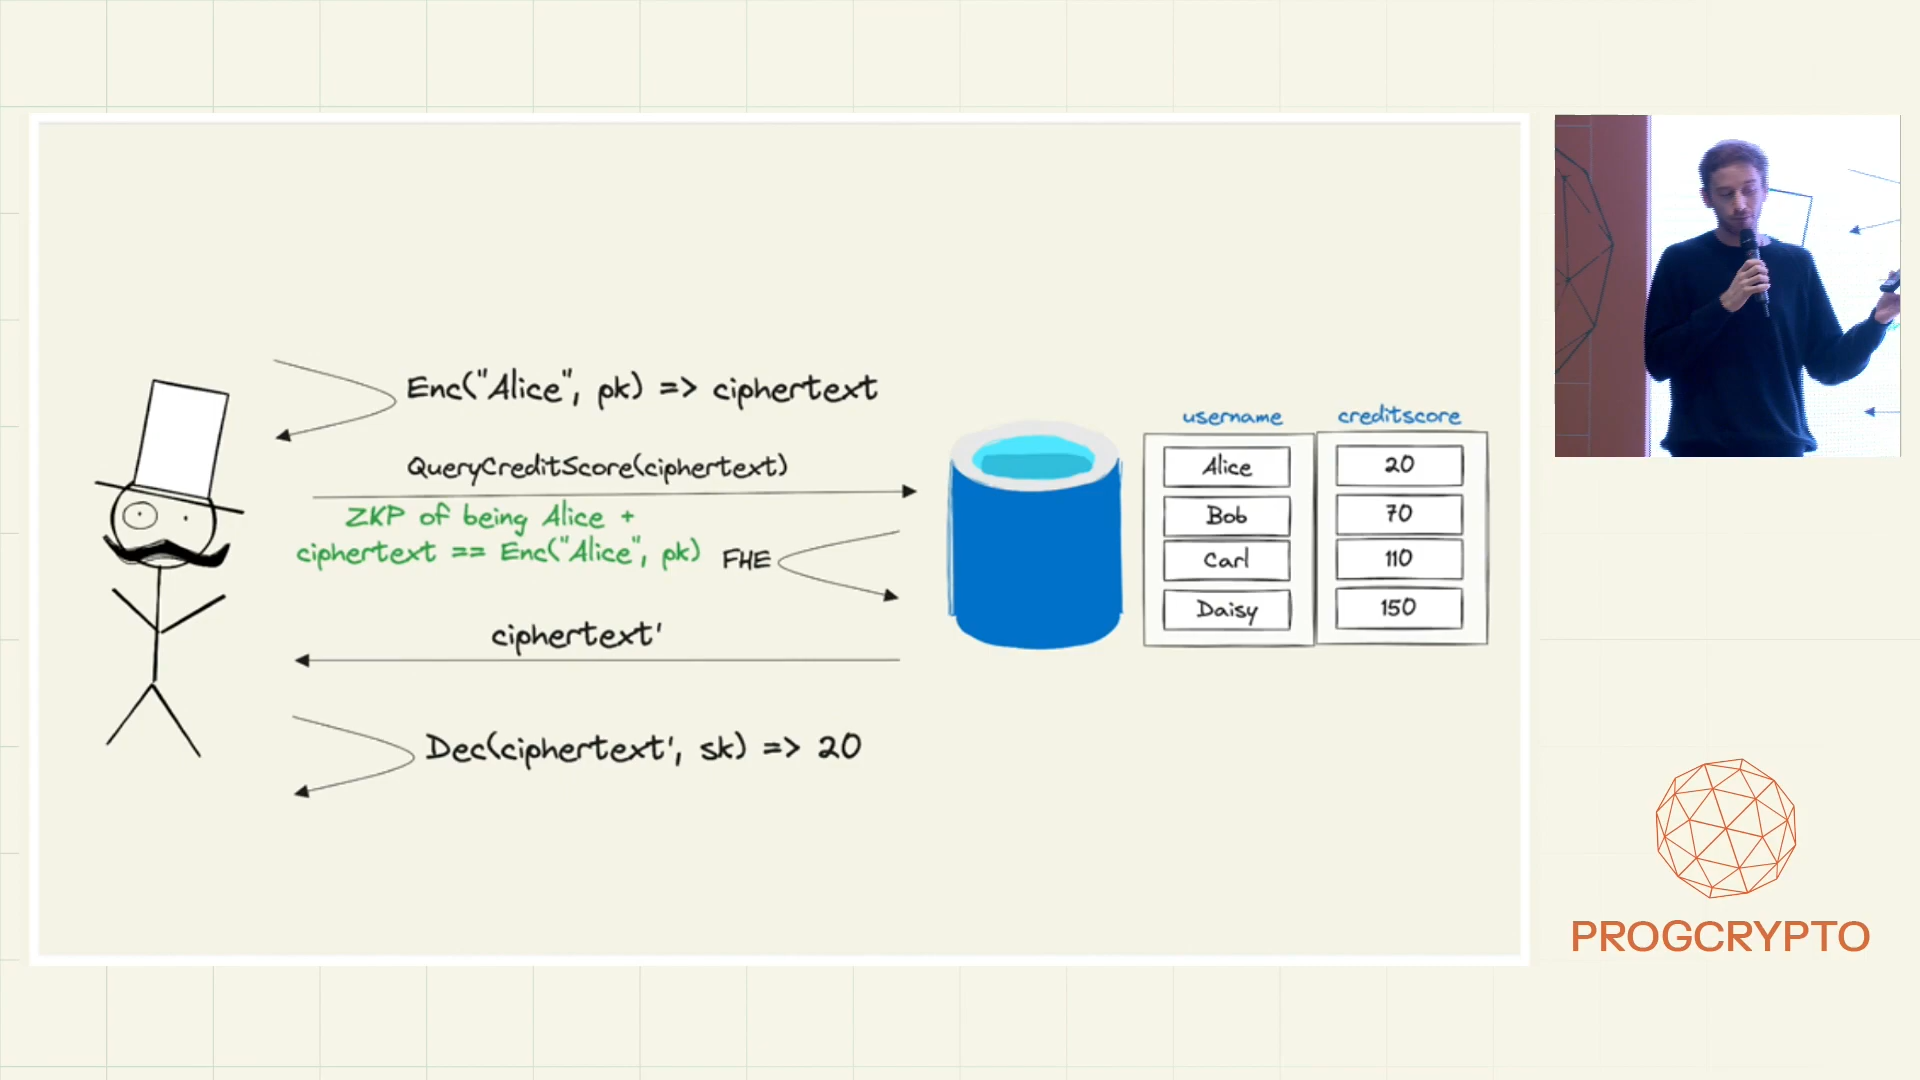 Enc("Alice", pk) => ciphertext
QueryCreditScore(ciphertext)
ZKP of being Alice +
ciphertext == Enc("Alice", pk)
FHE
ciphertext'
Dec(ciphertext', sk) => 20
username creditscore
Alice 20
Bob 70
Carl 110
Daisy 150
PROGCRYPTO